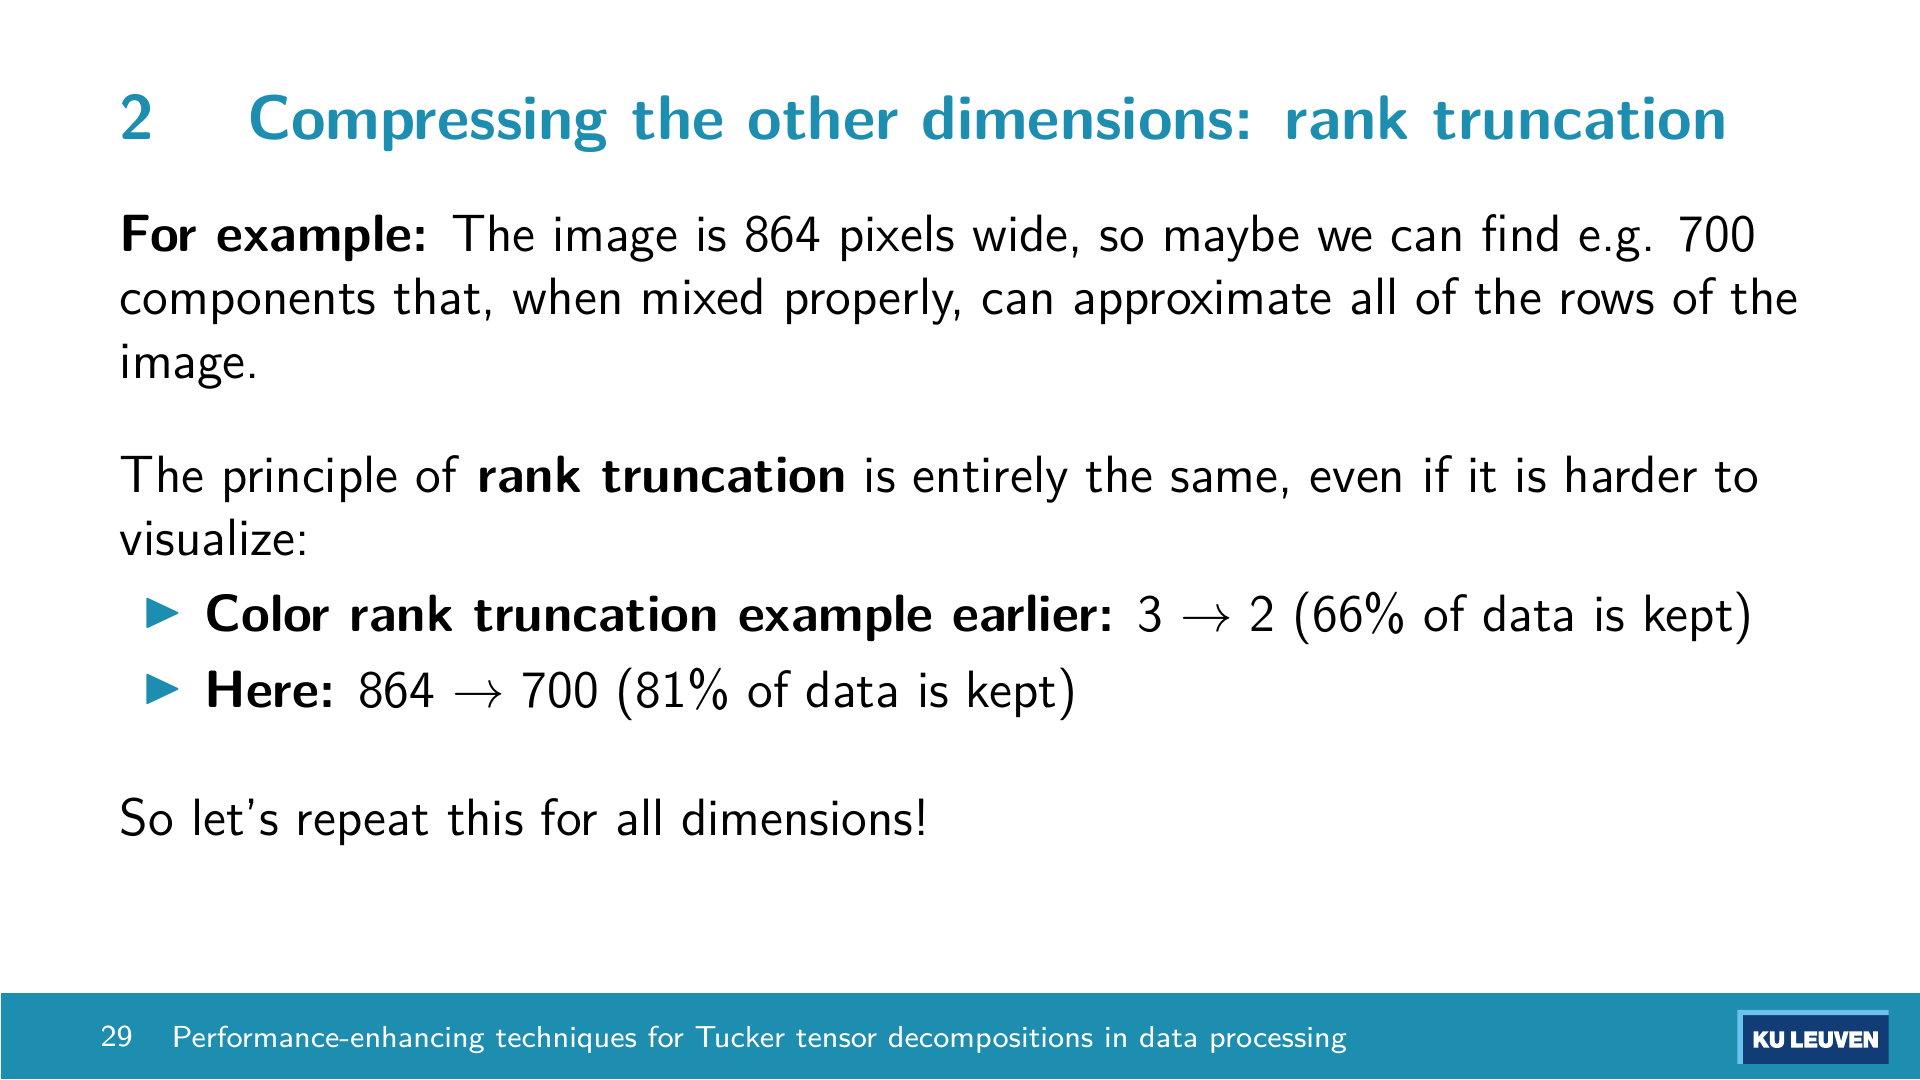 2 Compressing the other dimensions: rank truncation
For example: The image is 864 pixels wide, so maybe we can find e.g. 700
components that, when mixed properly, can approximate all of the rows of the
image.
The principle of rank truncation is entirely the same, even if it is harder to
visualize:
▶ Color rank truncation example earlier: 3 → 2 (66% of data is kept)
▶ Here: 864 → 700 (81% of data is kept)
So let's repeat this for all dimensions!
29 Performance-enhancing techniques for Tucker tensor decompositions in data processing
KU LEUVEN